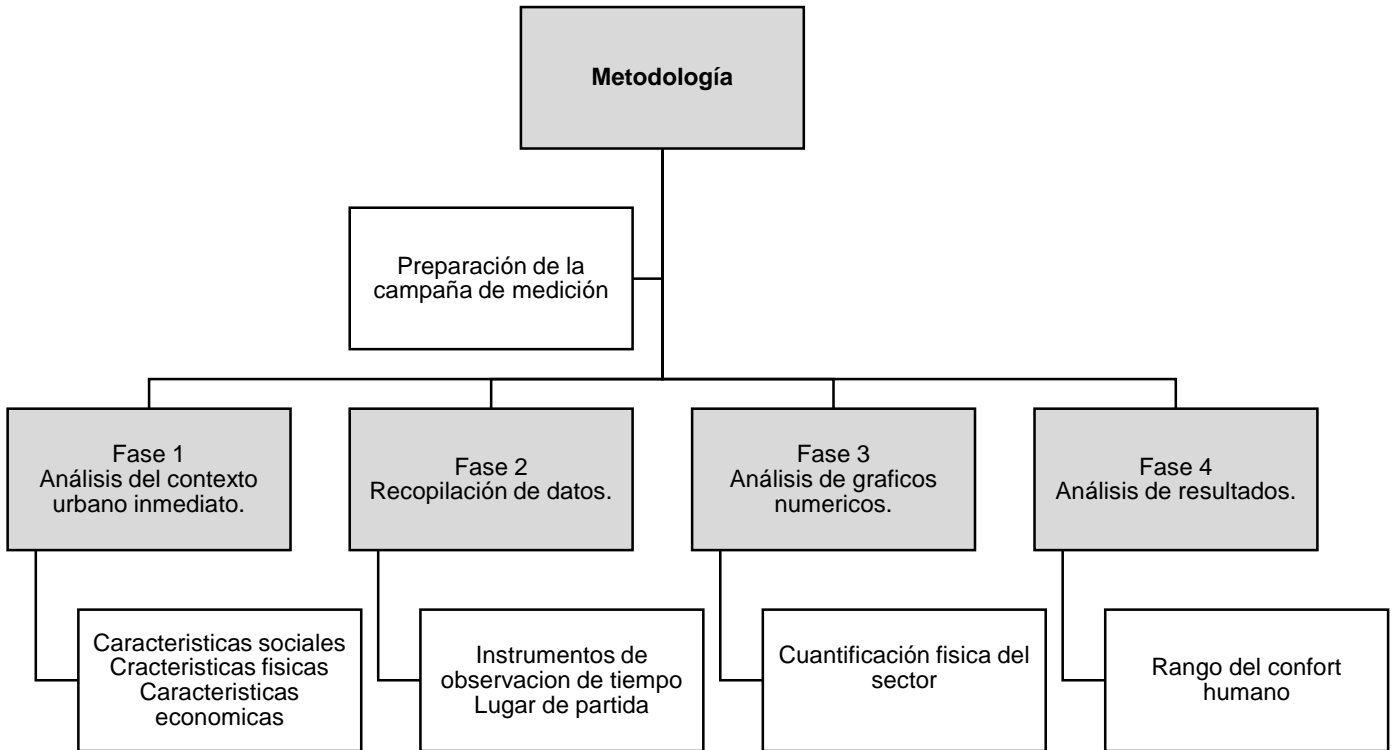 Metodología
Preparación de la
campaña de medición
Fase 1
Análisis del contexto
urbano inmediato.
Fase 2
Recopilación de datos.
Fase 3
Análisis de graficos
numericos.
Fase 4
Análisis de resultados.
Caracteristicas sociales
Cracteristicas fisicas
Caracteristicas
economicas
Instrumentos de
observacion de tiempo
Lugar de partida
Cuantificación fisica del
sector
Rango del confort
humano